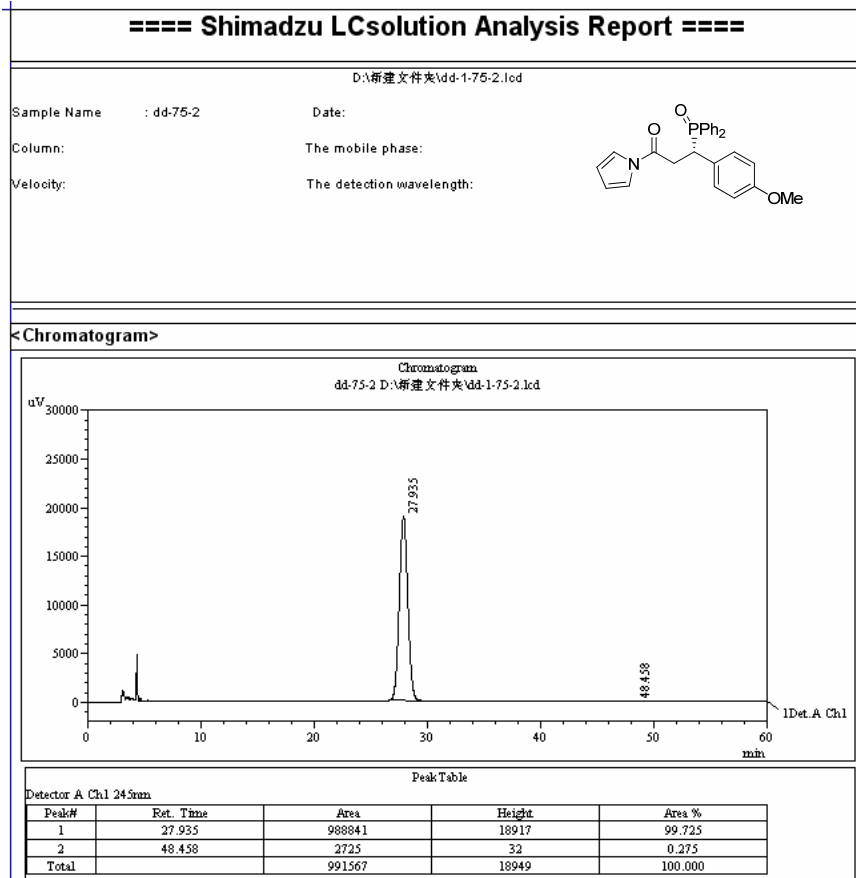 ==== Shimadzu LCsolution Analysis Report ====
D:\新建文件夹\dd-1-75-2.lcd
Sample Name : dd-75-2 Date:
Column: The mobile phase:
Velocity: The detection wavelength:
O
O PPh2
N
OMe
<Chromatogram>
Chromatogram
dd-75-2 D:\新建文件夹\dd-1-75-2.lcd
uV
30000
25000
20000
15000
10000
5000
0
27.935
48.458
1Det.A Ch1
0 10 20 30 40 50 60
min
PeakTable
Detector A Ch1 245nm
Peak# Ret. Time Area Height Area %
1 27.935 988841 18917 99.725
2 48.458 2725 32 0.275
Total 991567 18949 100.000